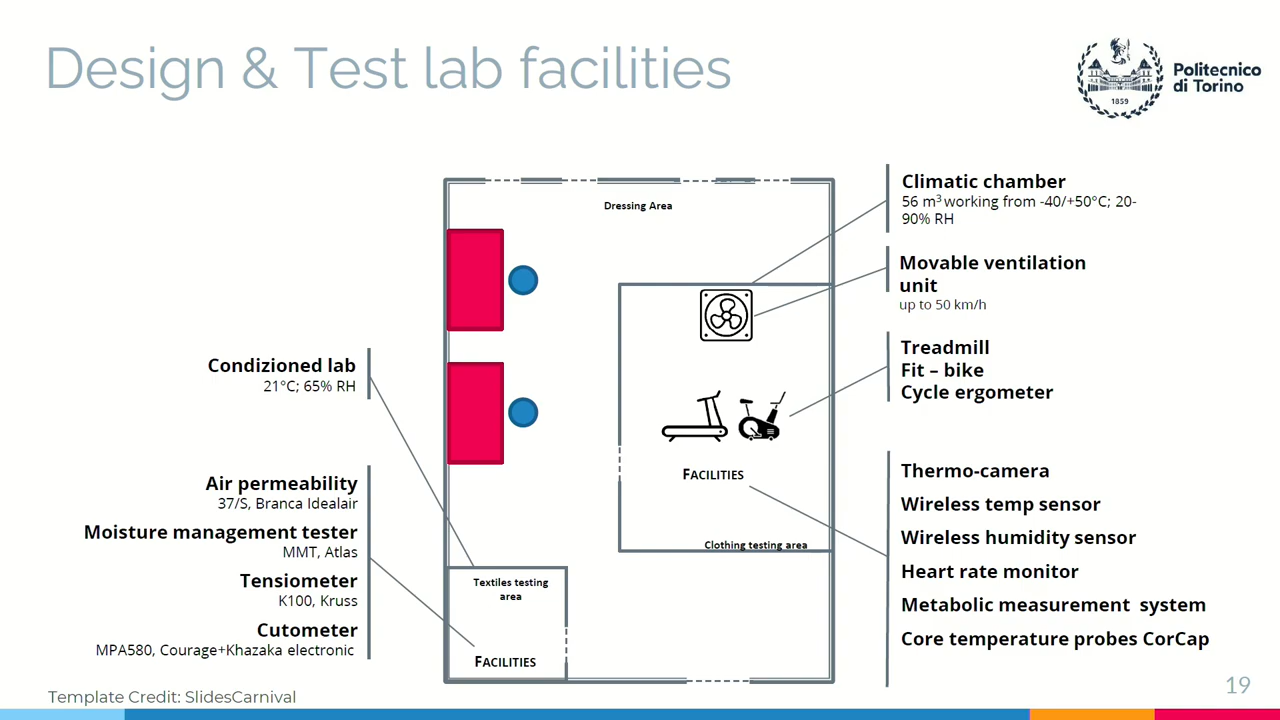 Design & Test lab facilities
Politecnico
di Torino
1859
Dressing Area
Climatic chamber
56 m³ working from -40/+50°C; 20-
90% RH
Movable ventilation
unit
up to 50 km/h
Treadmill
Fit – bike
Cycle ergometer
Condizioned lab
21°C; 65% RH
Air permeability
37/S, Branca Idealair
Moisture management tester
MMT, Atlas
Tensiometer
K100, Kruss
Cutometer
MPA580, Courage+Khazaka electronic
FACILITIES
Clothing testing area
Textiles testing
area
FACILITIES
Thermo-camera
Wireless temp sensor
Wireless humidity sensor
Heart rate monitor
Metabolic measurement system
Core temperature probes CorCap
Template Credit: SlidesCarnival
19